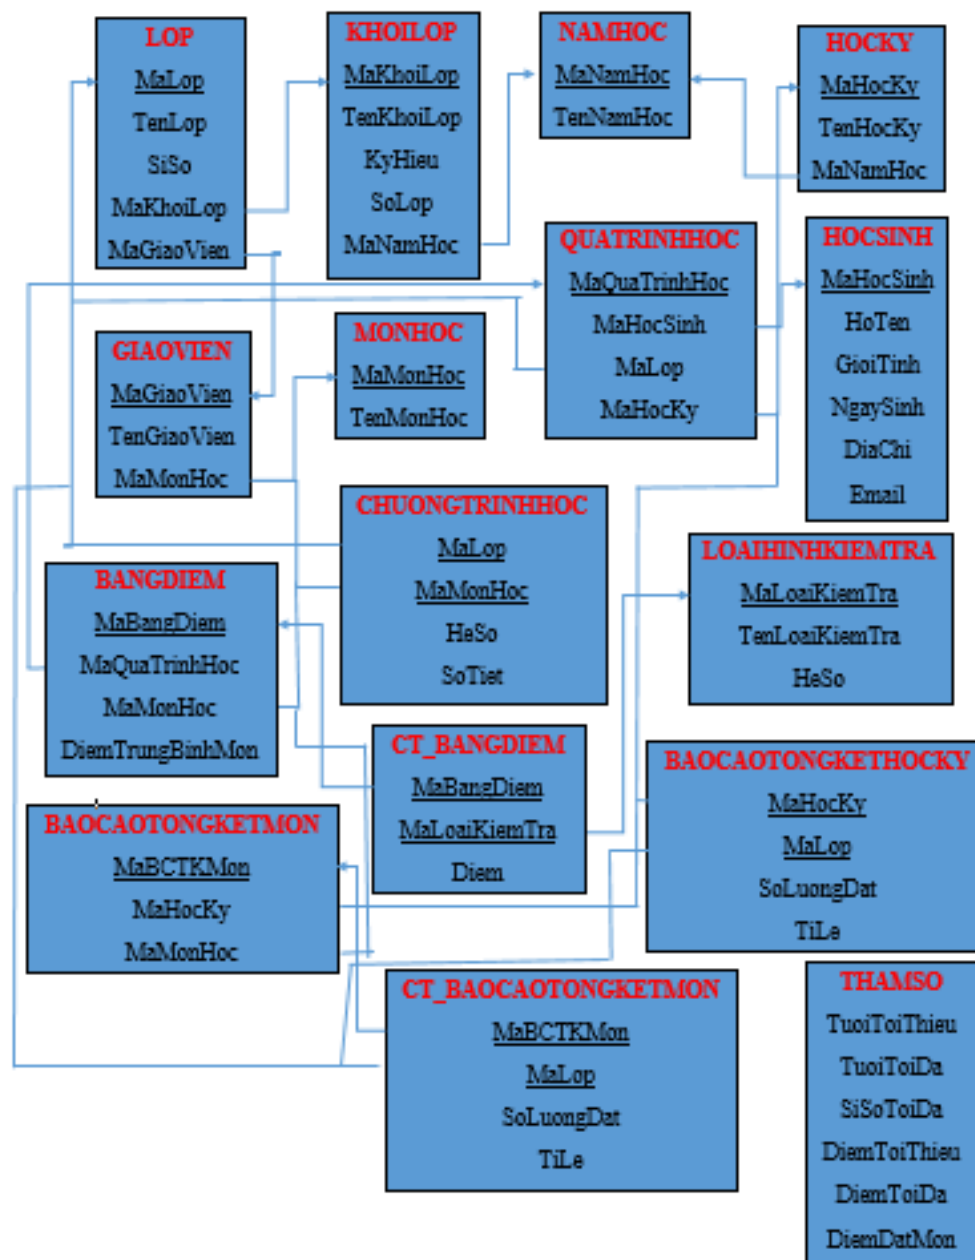 LOP
MaLop
TenLop
SiSo
MaKhoiLop
MaGiaoVien
KHOILOP
MaKhoiLop
TenKhoiLop
KyHieu
SoLop
MaNamHoc
NAMHOC
MaNamHoc
TenNamHoc
HOCKY
MaHocKy
TenHocKy
MaNamHoc
QUATRINHHOC
MaQuaTrinhHoc
MaHocSinh
MaLop
MaHocKy
HOCSINH
MaHocSinh
HoTen
GioiTinh
NgaySinh
DiaChi
Email
GIAOVIEN
MaGiaoVien
TenGiaoVien
MaMonHoc
MONHOC
MaMonHoc
TenMonHoc
CHUONGTRINHHOC
MaLop
MaMonHoc
HeSo
SoTiet
LOAIHINHKIEMTRA
MaLoaiKiemTra
TenLoaiKiemTra
HeSo
BANGDIEM
MaBangDiem
MaQuaTrinhHoc
MaMonHoc
DiemTrungBinhMon
CT_BANGDIEM
MaBangDiem
MaLoaiKiemTra
Diem
BAOCAOTONGKETHOCKY
MaHocKy
MaLop
SoLuongDat
TiLe
BAOCAOTONGKETMON
MaBCTKMon
MaHocKy
MaMonHoc
CT_BAOCAOTONGKETMON
MaBCTKMon
MaLop
SoLuongDat
TiLe
THAMSO
TuoiToiThieu
TuoiToiDa
SiSoToiDa
DiemToiThieu
DiemToiDa
DiemDatMon